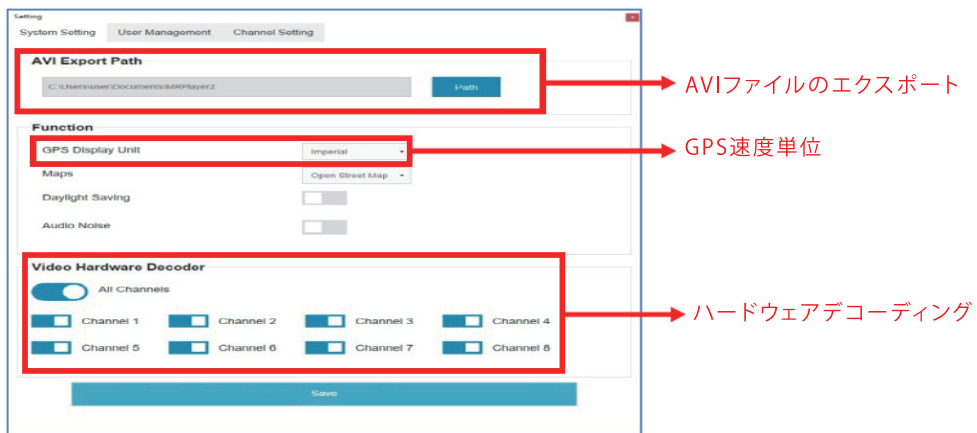 Setting
System Setting User Management Channel Setting
AVI Export Path
C:\Users\user\Documents\MRPlayer2 Path
AVIファイルのエクスポート
Function
GPS Display Unit Imperial
GPS速度単位
Maps Open Street Map
Daylight Saving
Audio Noise
Video Hardware Decoder
All Channels
ハードウェアデコーディング
Channel 1 Channel 2 Channel 3 Channel 4
Channel 5 Channel 6 Channel 7 Channel 8
Save